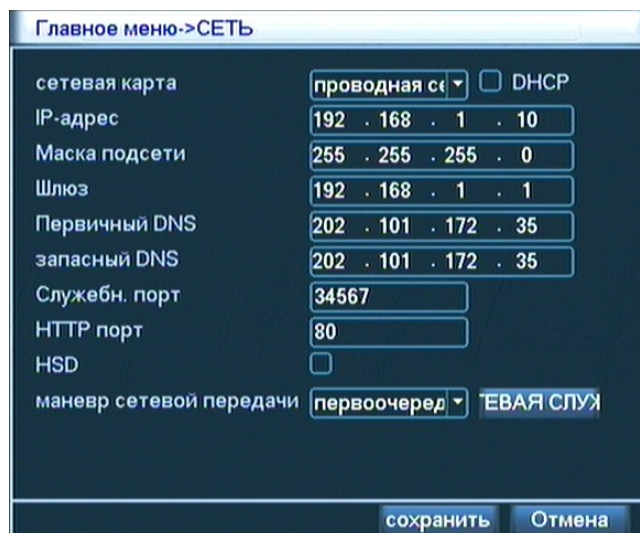 Главное меню->СЕТЬ
сетевая карта проводная се DHCP
IP-адрес 192 . 168 . 1 . 10
Маска подсети 255 . 255 . 255 . 0
Шлюз 192 . 168 . 1 . 1
Первичный DNS 202 . 101 . 172 . 35
запасный DNS 202 . 101 . 172 . 35
Служебн. порт 34567
HTTP порт 80
HSD
маневр сетевой передачи первоочеред ТЕВАЯ СЛУЖ
сохранить Отмена